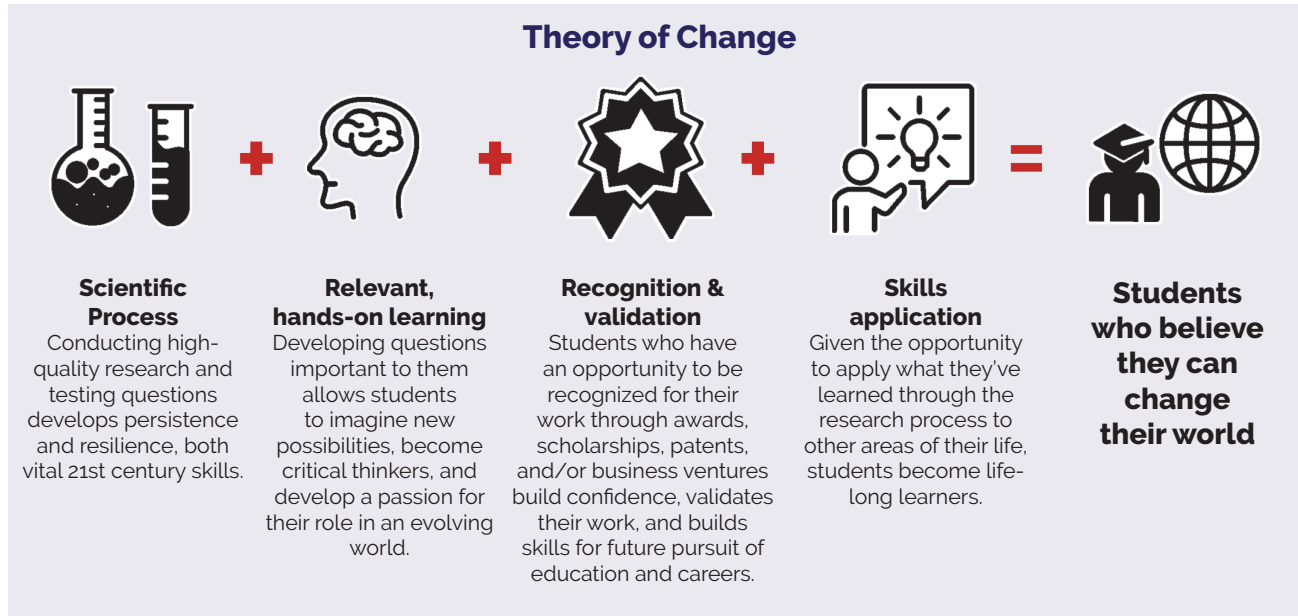 Theory of Change
Scientific
Process
Conducting high-
quality research and
testing questions
develops persistence
and resilience, both
vital 21st century skills.
Relevant,
hands-on learning
Developing questions
important to them
allows students
to imagine new
possibilities, become
critical thinkers, and
develop a passion for
their role in an evolving
world.
Recognition &
validation
Students who have
an opportunity to be
recognized for their
work through awards,
scholarships, patents,
and/or business ventures
build confidence, validates
their work, and builds
skills for future pursuit of
education and careers.
Skills
application
Given the opportunity
to apply what they've
learned through the
research process to
other areas of their life,
students become life-
long learners.
Students
who believe
they can
change
their world